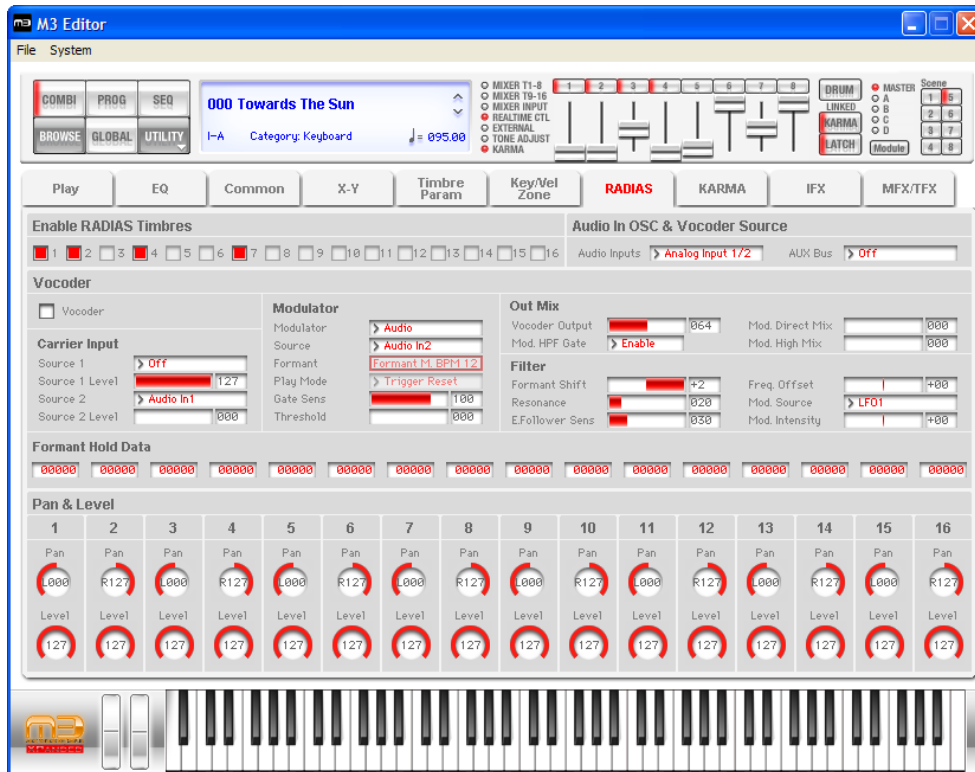 m3 M3 Editor
File System
COMBI PROG SEQ
BROWSE GLOBAL UTILITY
000 Towards The Sun
I-A Category: Keyboard ♩= 095.00
MIXER T1-8
MIXER T9-16
MIXER INPUT
REALTIME CTL
EXTERNAL
TONE ADJUST
KARMA
1 2 3 4 5 6 7 8
DRUM
LINKED
KARMA
LATCH
MASTER
A
B
C
D
Module
Scene
1 5
2 6
3 7
4 8
Play EQ Common X-Y Timbre Param Key/Vel Zone RADIAS KARMA IFX MFX/TFX
Enable RADIAS Timbres
1 2 3 4 5 6 7 8 9 10 11 12 13 14 15 16
Audio In OSC & Vocoder Source
Audio Inputs > Analog Input 1/2 AUX Bus > Off
Vocoder
Vocoder
Carrier Input
Source 1 > Off
Source 1 Level 127
Source 2 > Audio In1
Source 2 Level 000
Modulator
Modulator > Audio
Source > Audio In2
Formant Formant M. BPM 12
Play Mode > Trigger Reset
Gate Sens 100
Threshold 000
Out Mix
Vocoder Output 064 Mod. Direct Mix 000
Mod. HPF Gate > Enable Mod. High Mix 000
Filter
Formant Shift +2 Freq. Offset +00
Resonance 020 Mod. Source > LFO1
E.Follower Sens 030 Mod. Intensity +00
Formant Hold Data
00000 00000 00000 00000 00000 00000 00000 00000 00000 00000 00000 00000 00000 00000 00000 00000
Pan & Level
1 2 3 4 5 6 7 8 9 10 11 12 13 14 15 16
Pan Pan Pan Pan Pan Pan Pan Pan Pan Pan Pan Pan Pan Pan Pan Pan
L000 R127 L000 R127 L000 R127 L000 R127 L000 R127 L000 R127 L000 R127 L000 R127
Level Level Level Level Level Level Level Level Level Level Level Level Level Level Level Level
127 127 127 127 127 127 127 127 127 127 127 127 127 127 127 127
m3
XPANDED